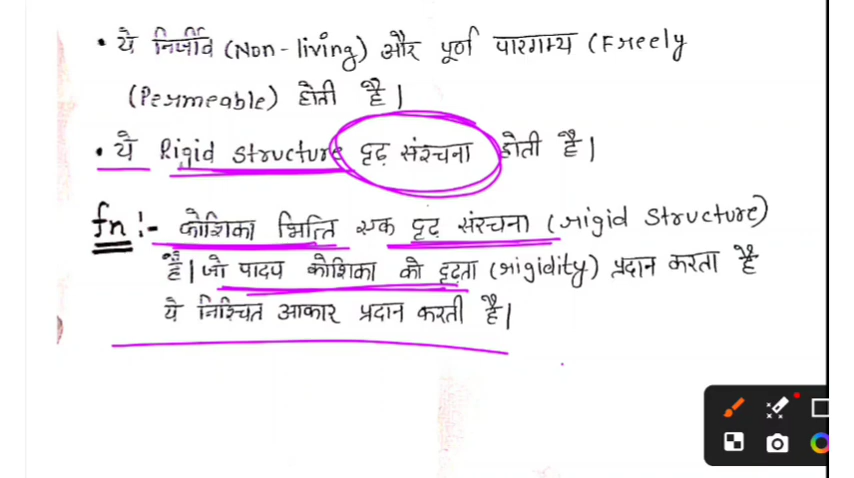 • ये निर्जीव (Non-living) और पूर्ण पारगम्य (Freely
(Permeable) होती है|
• ये Rigid structure दृढ़ संरचना होती है|
fn :- कोशिका भित्ति एक दृढ़ संरचना (rigid structure)
है| जो पादप कोशिका को दृढ़ता (rigidity) प्रदान करता है
ये निश्चित आकार प्रदान करती है|